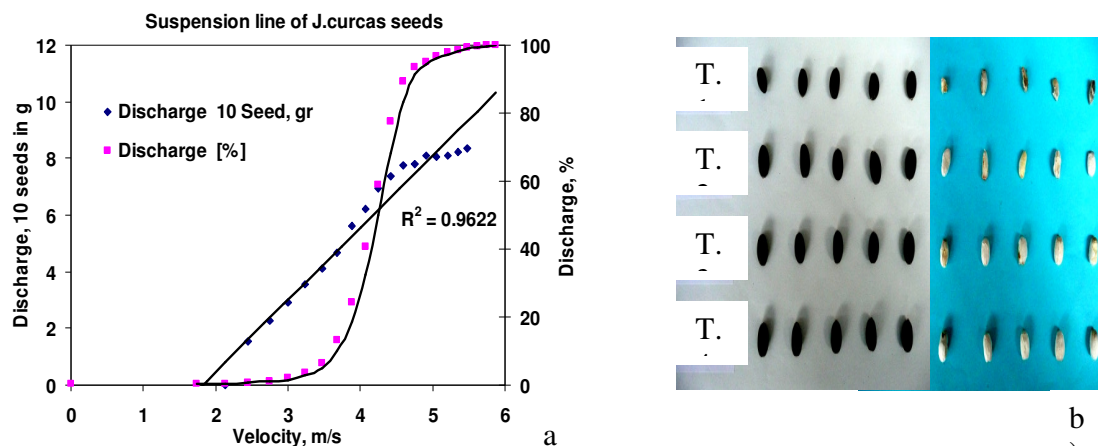 Suspension line of J.curcas seeds
Discharge, 10 seeds in g
12
10
8
6
4
2
0
Discharge 10 Seed, gr
Discharge [%]
R² = 0.9622
100
80
60
40
20
0
Discharge, %
0 1 2 3 4 5 6
Velocity, m/s
a
T.
T.
T.
T.
b